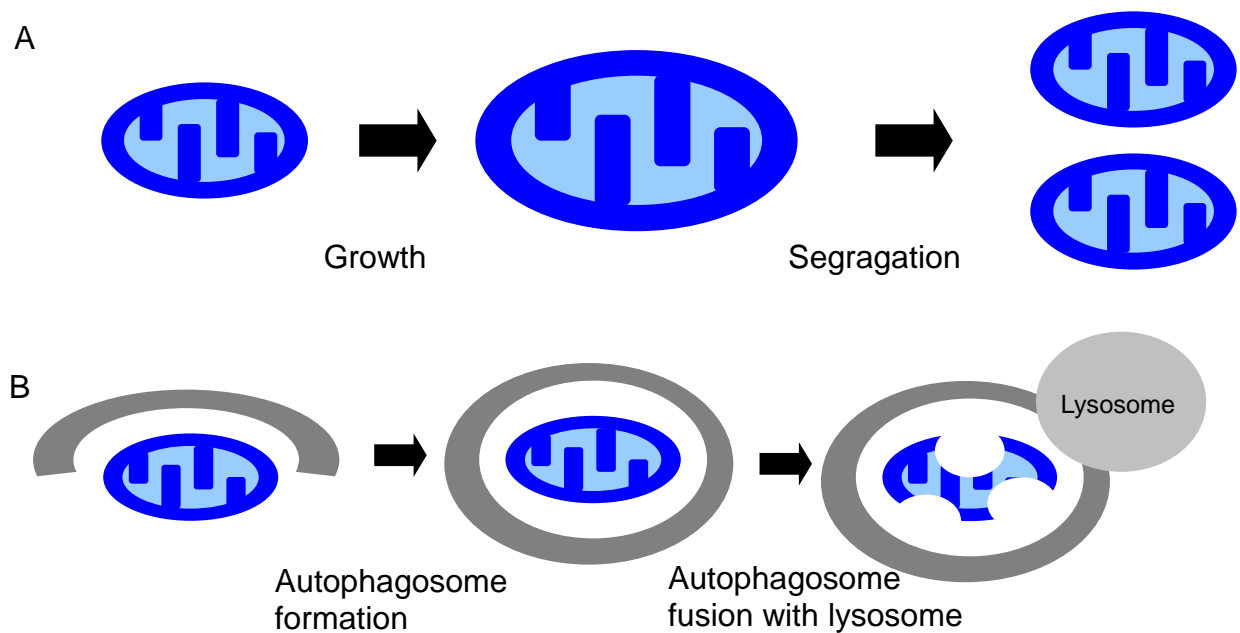 A
Growth
Segragation
B
Lysosome
Autophagosome
formation
Autophagosome
fusion with lysosome